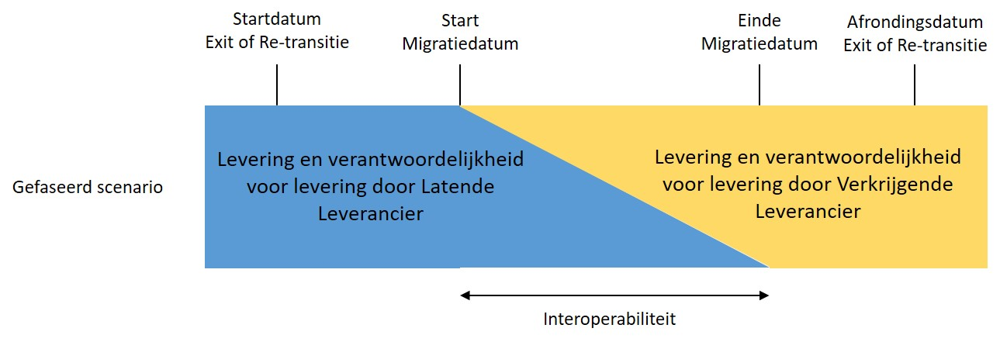 Startdatum
Exit of Re-transitie
Start
Migratiedatum
Einde
Migratiedatum
Afrondingsdatum
Exit of Re-transitie
Gefaseerd scenario
Levering en verantwoordelijkheid
voor levering door Latende
Leverancier
Levering en verantwoordelijkheid
voor levering door Verkrijgende
Leverancier
Interoperabiliteit